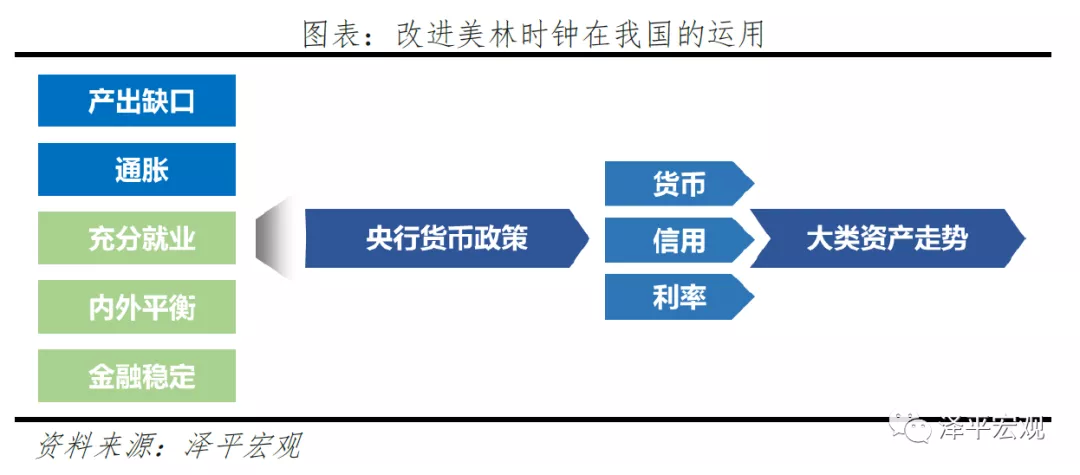 图表：改进美林时钟在我国的运用
产出缺口
通胀
充分就业
内外平衡
金融稳定
央行货币政策
货币
信用
利率
大类资产走势
资料来源：泽平宏观
泽平宏观